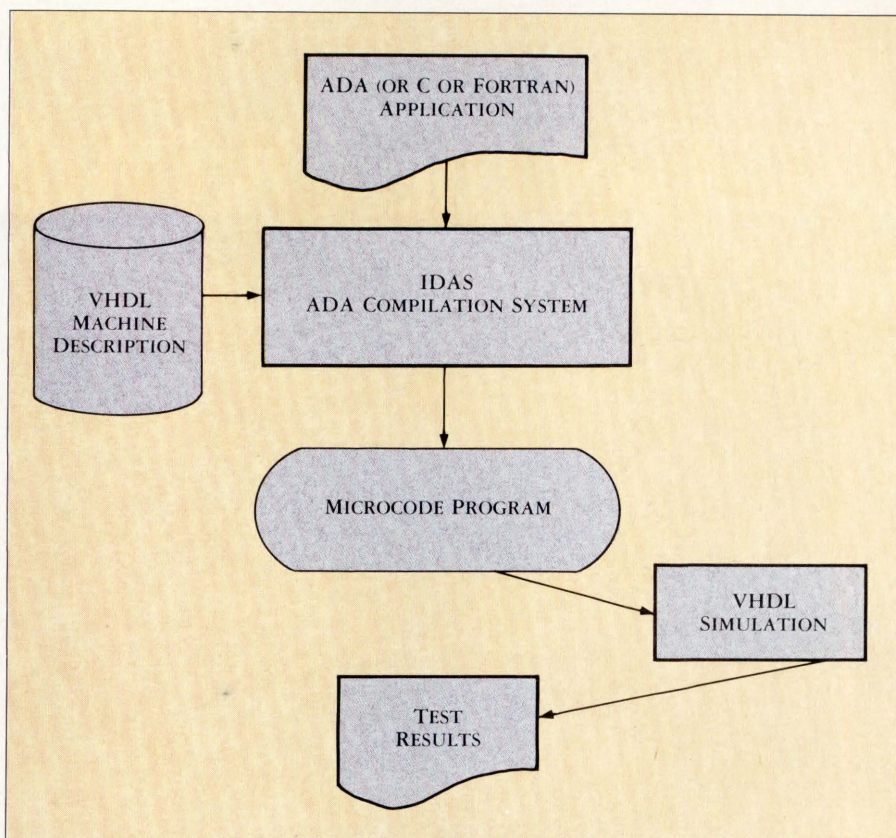 ADA (OR C OR FORTRAN)
APPLICATION
IDAS
ADA COMPILATION SYSTEM
VHDL
MACHINE
DESCRIPTION
MICROCODE PROGRAM
VHDL
SIMULATION
TEST
RESULTS